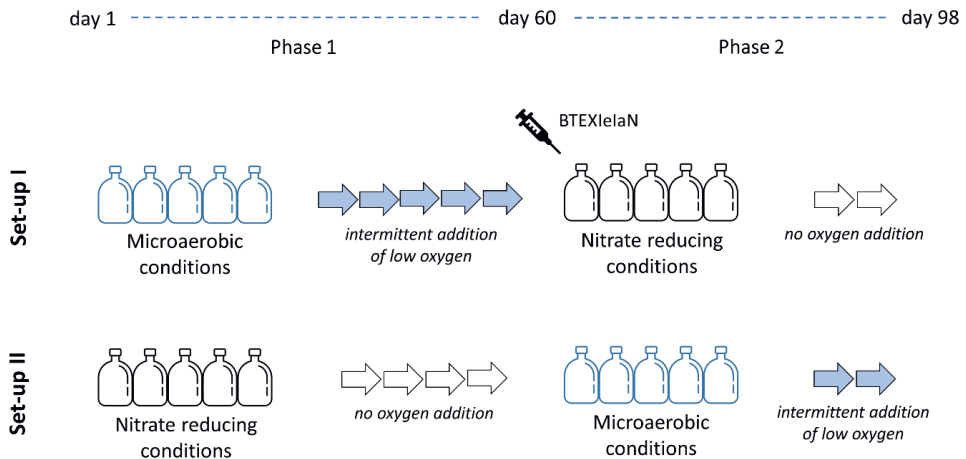 day 1 day 60 day 98
Phase 1 Phase 2
BTEXIeIaN
Set-up I
Microaerobic
conditions
intermittent addition
of low oxygen
Nitrate reducing
conditions
no oxygen addition
Set-up II
Nitrate reducing
conditions
no oxygen addition
Microaerobic
conditions
intermittent addition
of low oxygen